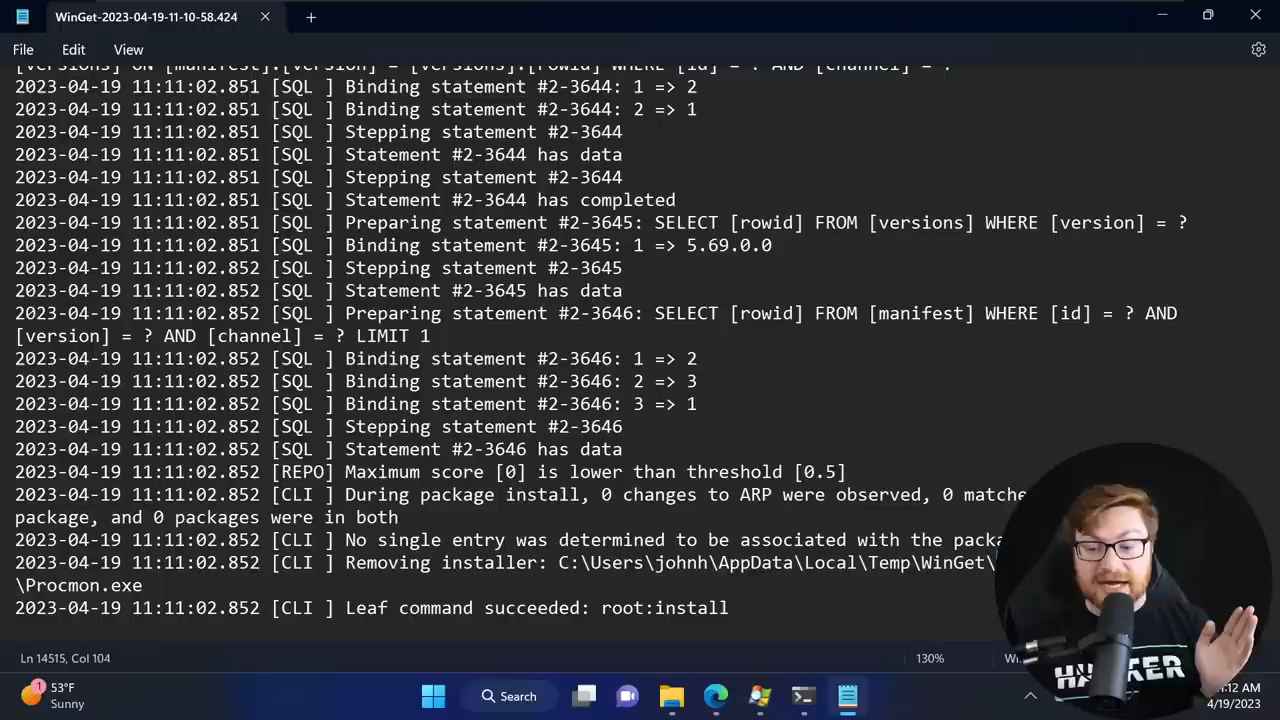 WinGet-2023-04-19-11-10-58.424
File Edit View
[versions] ON [manifest].[version] = [versions].[rowid] WHERE [id] = ? AND [channel] = ?
2023-04-19 11:11:02.851 [SQL ] Binding statement #2-3644: 1 => 2
2023-04-19 11:11:02.851 [SQL ] Binding statement #2-3644: 2 => 1
2023-04-19 11:11:02.851 [SQL ] Stepping statement #2-3644
2023-04-19 11:11:02.851 [SQL ] Statement #2-3644 has data
2023-04-19 11:11:02.851 [SQL ] Stepping statement #2-3644
2023-04-19 11:11:02.851 [SQL ] Statement #2-3644 has completed
2023-04-19 11:11:02.851 [SQL ] Preparing statement #2-3645: SELECT [rowid] FROM [versions] WHERE [version] = ?
2023-04-19 11:11:02.851 [SQL ] Binding statement #2-3645: 1 => 5.69.0.0
2023-04-19 11:11:02.852 [SQL ] Stepping statement #2-3645
2023-04-19 11:11:02.852 [SQL ] Statement #2-3645 has data
2023-04-19 11:11:02.852 [SQL ] Preparing statement #2-3646: SELECT [rowid] FROM [manifest] WHERE [id] = ? AND
[version] = ? AND [channel] = ? LIMIT 1
2023-04-19 11:11:02.852 [SQL ] Binding statement #2-3646: 1 => 2
2023-04-19 11:11:02.852 [SQL ] Binding statement #2-3646: 2 => 3
2023-04-19 11:11:02.852 [SQL ] Binding statement #2-3646: 3 => 1
2023-04-19 11:11:02.852 [SQL ] Stepping statement #2-3646
2023-04-19 11:11:02.852 [SQL ] Statement #2-3646 has data
2023-04-19 11:11:02.852 [REPO] Maximum score [0] is lower than threshold [0.5]
2023-04-19 11:11:02.852 [CLI ] During package install, 0 changes to ARP were observed, 0 matche
package, and 0 packages were in both
2023-04-19 11:11:02.852 [CLI ] No single entry was determined to be associated with the packa
2023-04-19 11:11:02.852 [CLI ] Removing installer: C:\Users\johnh\AppData\Local\Temp\WinGet\
\Procmon.exe
2023-04-19 11:11:02.852 [CLI ] Leaf command succeeded: root:install
HACKER
Ln 14515, Col 104 130%
1 53°F
Sunny
Search
:12 AM
4/19/2023